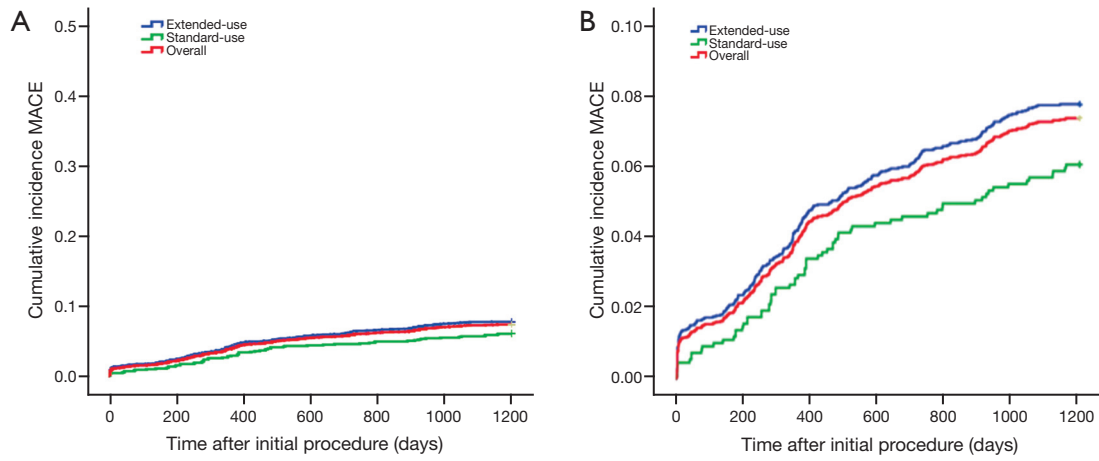 A
Extended-use
Standard-use
Overall
Cumulative incidence MACE
0.5
0.4
0.3
0.2
0.1
0.0
0 200 400 600 800 1000 1200
Time after initial procedure (days)
B
Extended-use
Standard-use
Overall
Cumulative incidence MACE
0.10
0.08
0.06
0.04
0.02
0.00
0 200 400 600 800 1000 1200
Time after initial procedure (days)